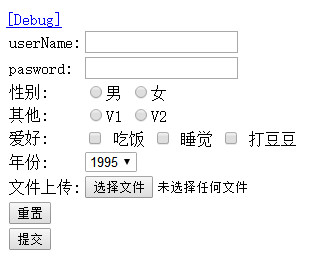 [Debug]
userName:
pasword:
性别: 男 女
其他: V1 V2
爱好: 吃饭 睡觉 打豆豆
年份: 1995
文件上传: 选择文件 未选择任何文件
重置
提交